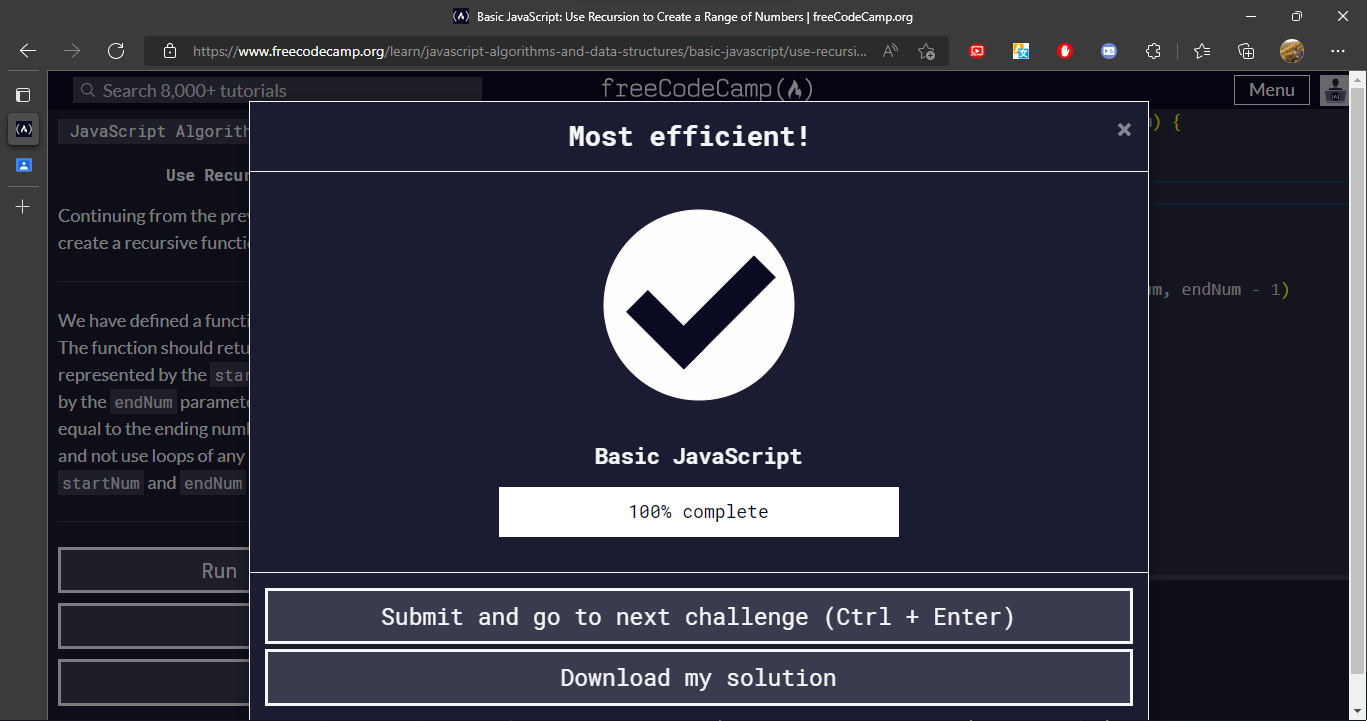 Basic JavaScript: Use Recursion to Create a Range of Numbers | freeCodeCamp.org
https://www.freecodecamp.org/learn/javascript-algorithms-and-data-structures/basic-javascript/use-recursi...
Search 8,000+ tutorials
freeCodeCamp(🔥)
Menu
JavaScript Algorith
Most efficient!
×
) {
Use Recur
Continuing from the pre
create a recursive functi
m, endNum - 1)
We have defined a functi
The function should retu
represented by the star
by the endNum paramet
equal to the ending num
and not use loops of any
startNum and endNum
Basic JavaScript
100% complete
Run
Submit and go to next challenge (Ctrl + Enter)
Download my solution